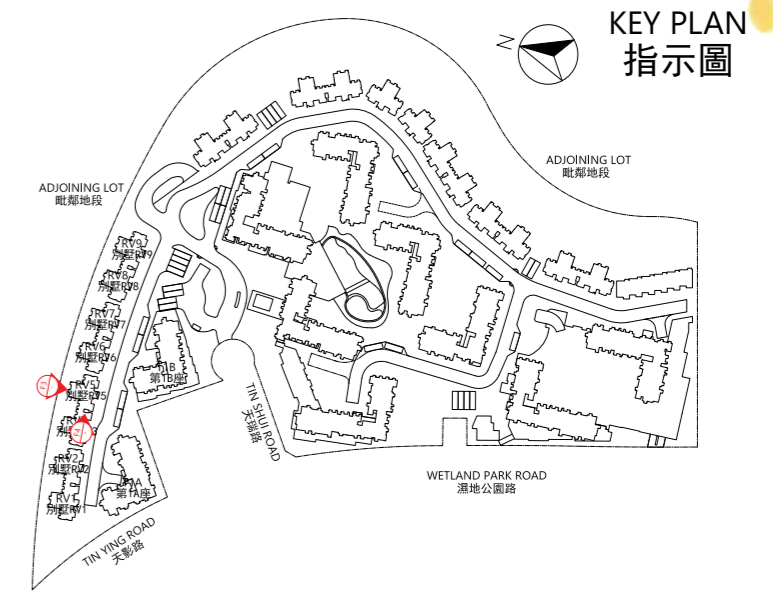 KEY PLAN
指示圖
N
ADJOINING LOT
毗鄰地段
ADJOINING LOT
毗鄰地段
RV9
別墅RV9
RV8
別墅RV8
RV7
別墅RV7
RV6
別墅RV6
RV5
別墅RV5
RV2
別墅RV2
RV1
別墅RV1
第1B座
第1A座
TIN SHUI ROAD
天瑞路
WETLAND PARK ROAD
濕地公園路
TIN YING ROAD
天影路